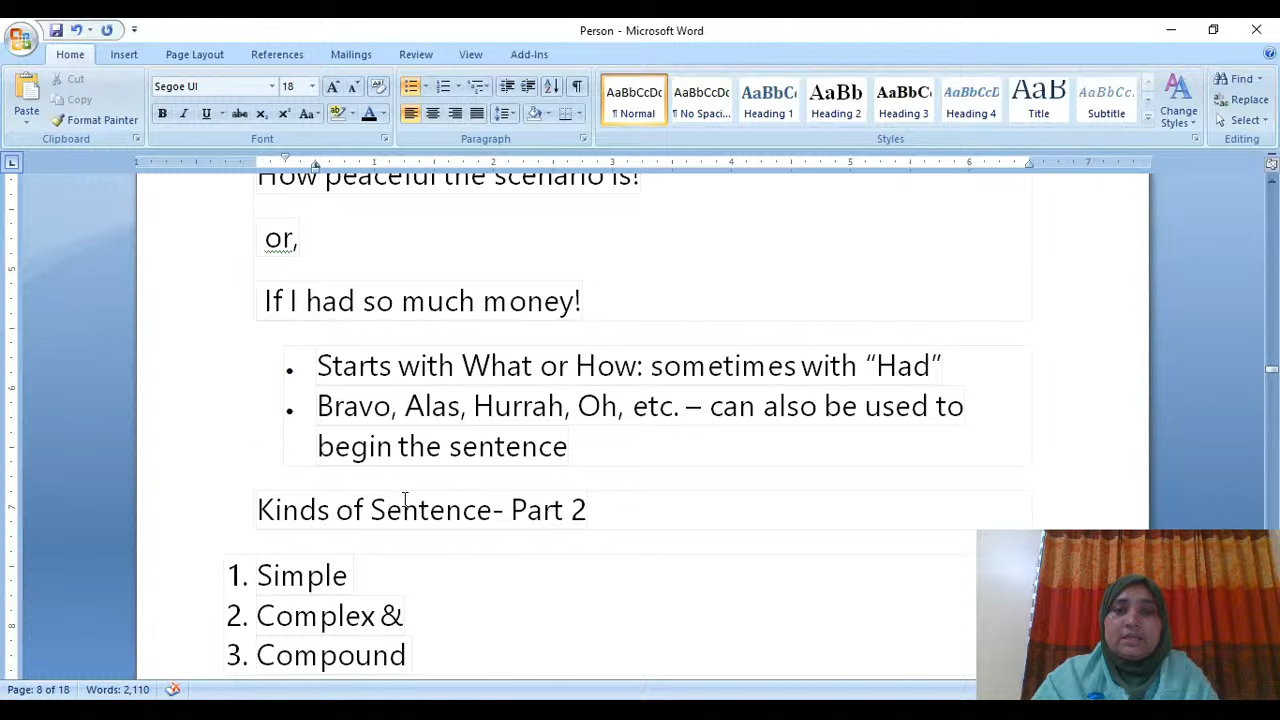 Person - Microsoft Word
Home Insert Page Layout References Mailings Review View Add-Ins
Paste
Cut
Copy
Format Painter
Clipboard
Segoe UI 18
Font
Paragraph
AaBbCcDc AaBbCcDc AaBbC AaBb AaBbC AaBbCcD AaB AaBbCc.
¶ Normal ¶ No Spaci... Heading 1 Heading 2 Heading 3 Heading 4 Title Subtitle
Change Styles
Styles
Find
Replace
Select
Editing
How peaceful the scenario is!
or,
If I had so much money!
• Starts with What or How: sometimes with “Had”
• Bravo, Alas, Hurrah, Oh, etc. – can also be used to
begin the sentence
Kinds of Sentence- Part 2
1. Simple
2. Complex &
3. Compound
Page: 8 of 18 Words: 2,110